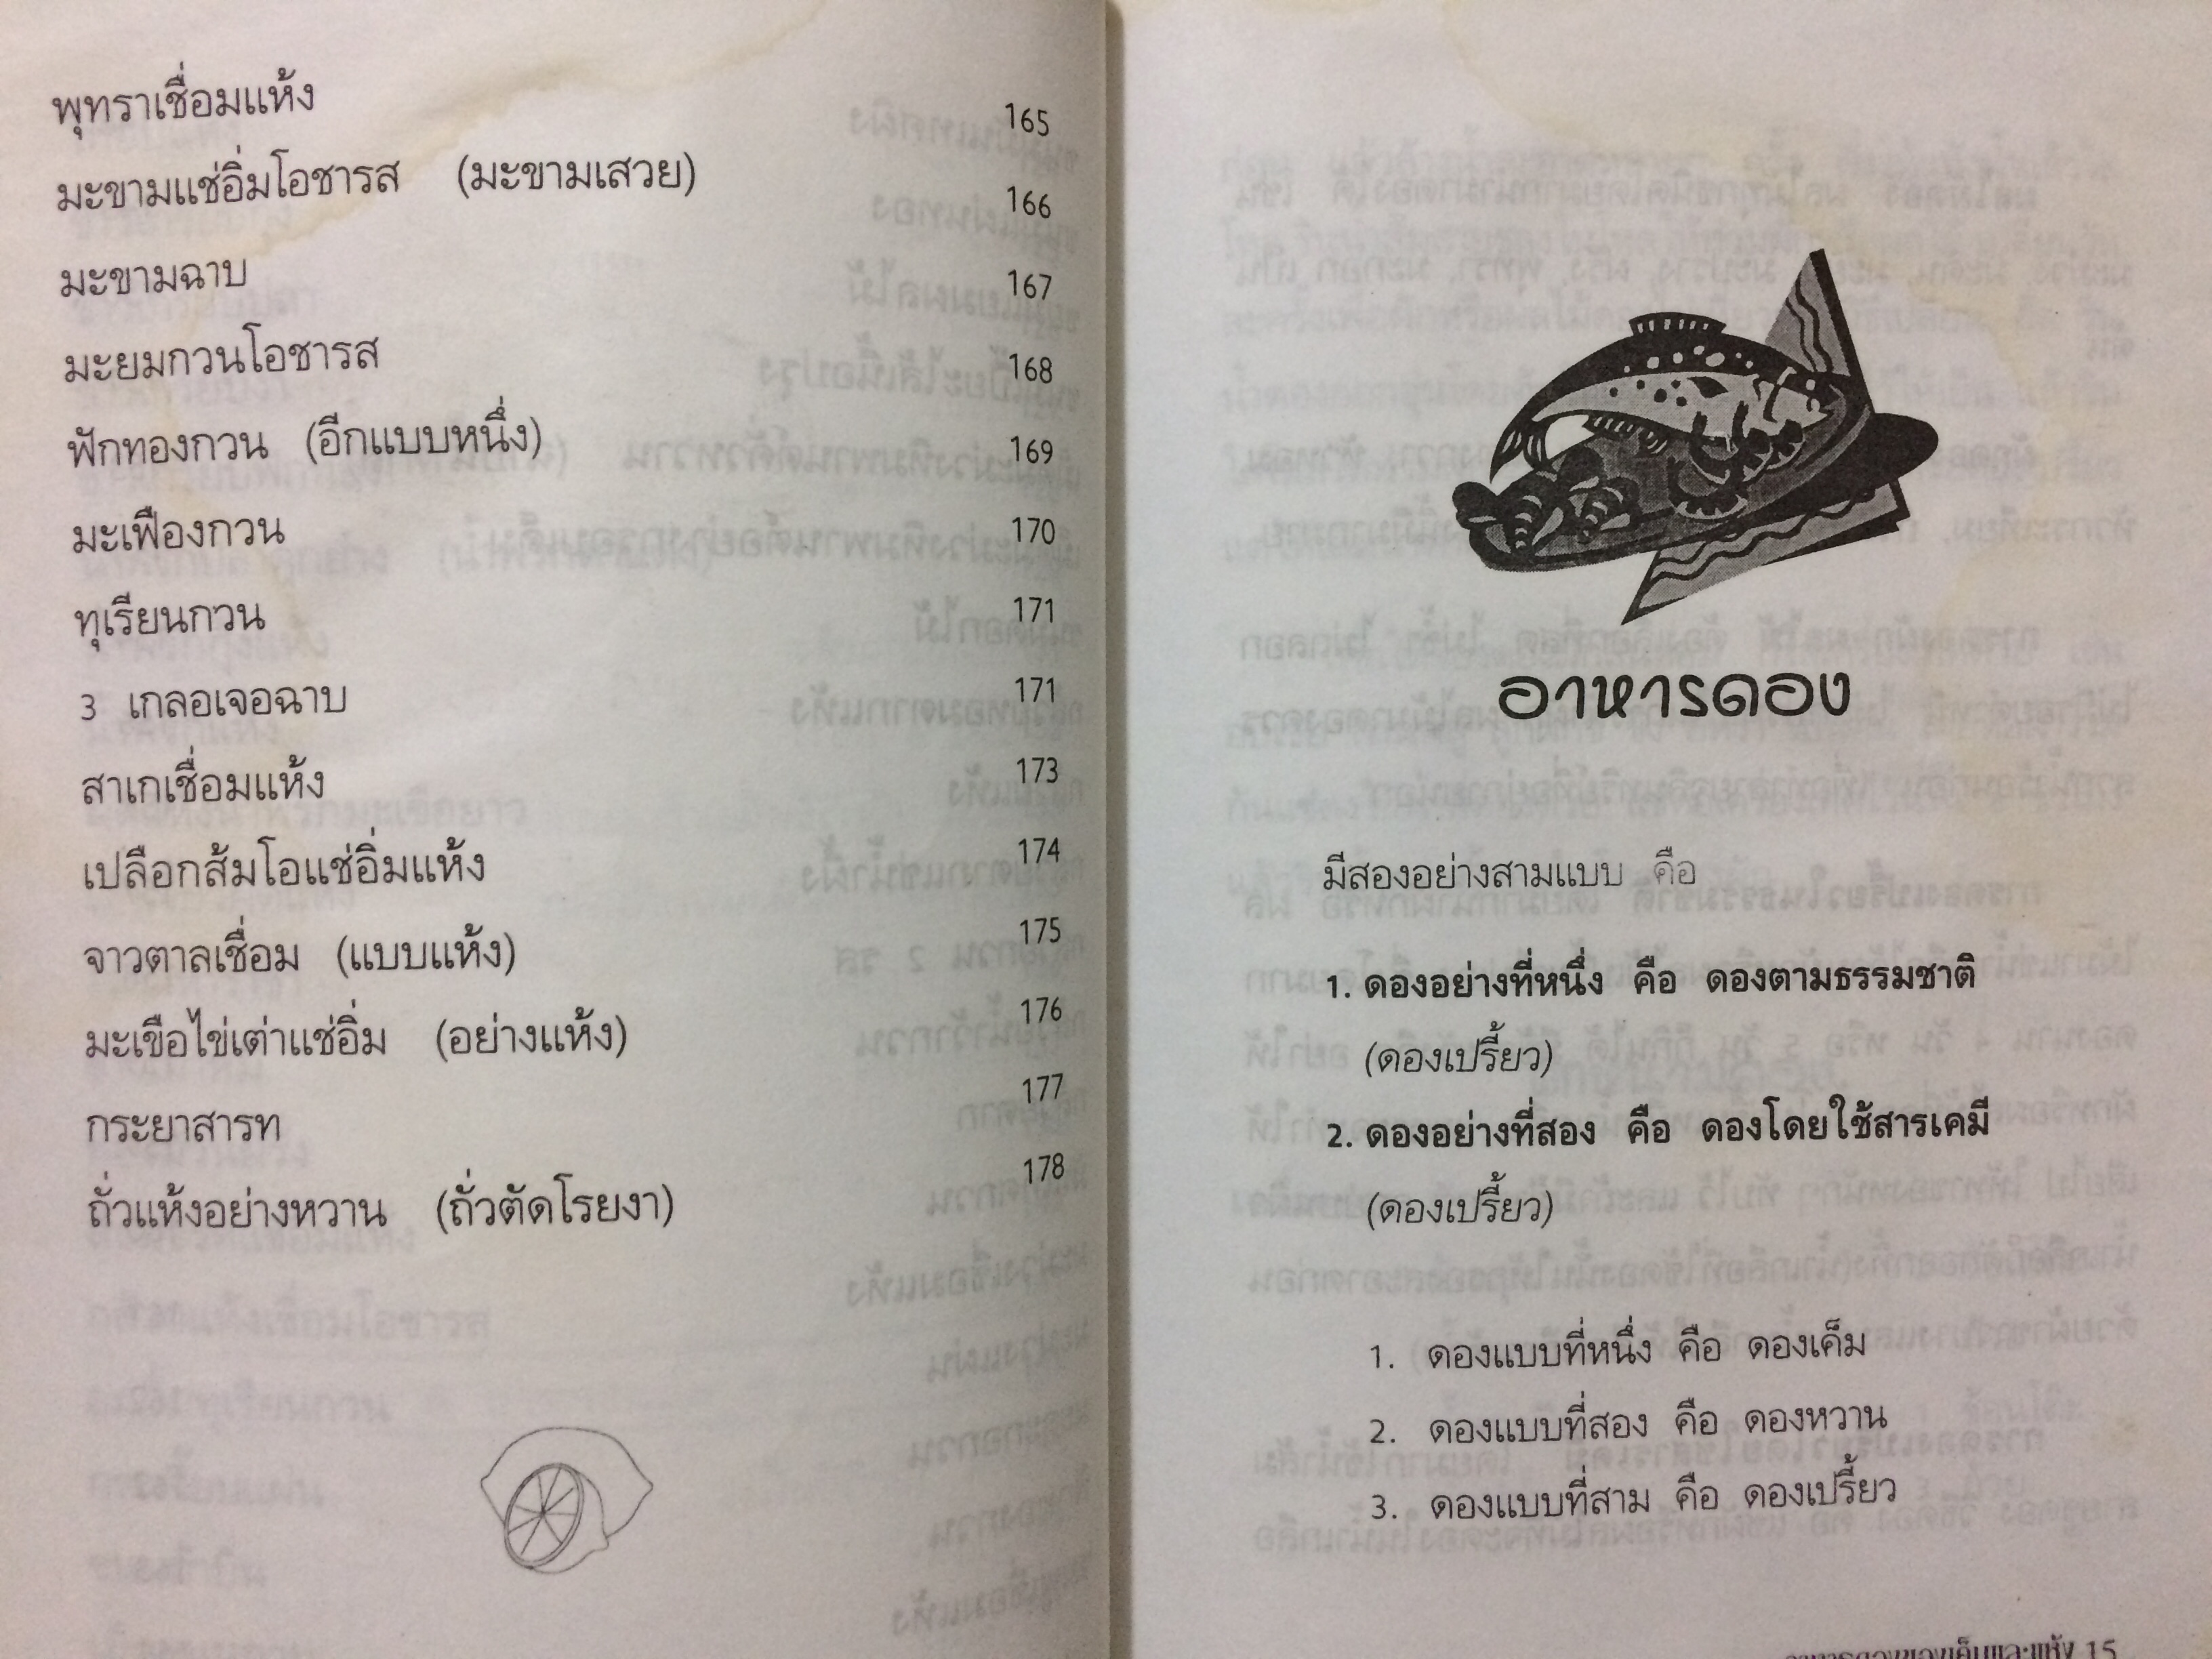 พุทราเชื่อมแห้ง 165
มะขามแช่อิ่มโอชารส (มะขามเสวย) 166
มะขามฉาบ 167
มะยมกวนโอชารส 168
ฟักทองกวน (อีกแบบหนึ่ง) 169
มะเฟืองกวน 170
ทุเรียนกวน 171
3 เกลอเจอฉาบ 171
สาเกเชื่อมแห้ง 173
เปลือกส้มโอแช่อิ่มแห้ง 174
จาวตาลเชื่อม (แบบแห้ง) 175
มะเขือไข่เต่าแช่อิ่ม (อย่างแห้ง) 176
กระยาสารท 177
ถั่วแห้งอย่างหวาน (ถั่วตัดโรยงา) 178
อาหารดอง
มีสองอย่างสามแบบ คือ
1. ดองอย่างที่หนึ่ง คือ ดองตามธรรมชาติ
(ดองเปรี้ยว)
2. ดองอย่างที่สอง คือ ดองโดยใช้สารเคมี
(ดองเปรี้ยว)
1. ดองแบบที่หนึ่ง คือ ดองเค็ม
2. ดองแบบที่สอง คือ ดองหวาน
3. ดองแบบที่สาม คือ ดองเปรี้ยว
15